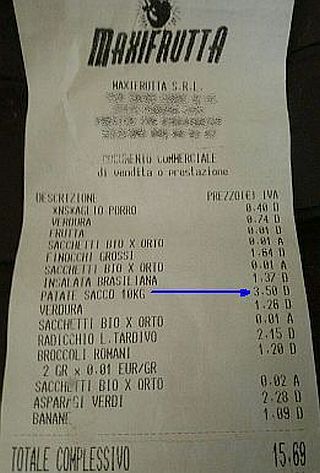 MAXIFRUTTA
MAXIFRUTTA S.R.L.
DOCUMENTO COMMERCIALE
di vendita o prestazione
DESCRIZIONE PREZZO(€) IVA
XNSXAGLIO PORRO 0.40 D
VERDURA 0.74 D
FRUTTA 0.01 D
SACCHETTI BIO X ORTO 0.01 A
FINOCCHI GROSSI 1.64 D
SACCHETTI BIO X ORTO 0.01 A
INSALATA BRASILIANA 1.37 D
PATATE SACCO 10KG 3.50 D
VERDURA 1.26 D
SACCHETTI BIO X ORTO 0.01 A
RADICCHIO L.TARDIVO 2.15 D
BROCCOLI ROMANI 1.20 D
2 GR x 0.01 EUR/GR
SACCHETTI BIO X ORTO 0.02 A
ASPARAGI VERDI 2.28 D
BANANE 1.09 D
TOTALE COMPLESSIVO 15.69